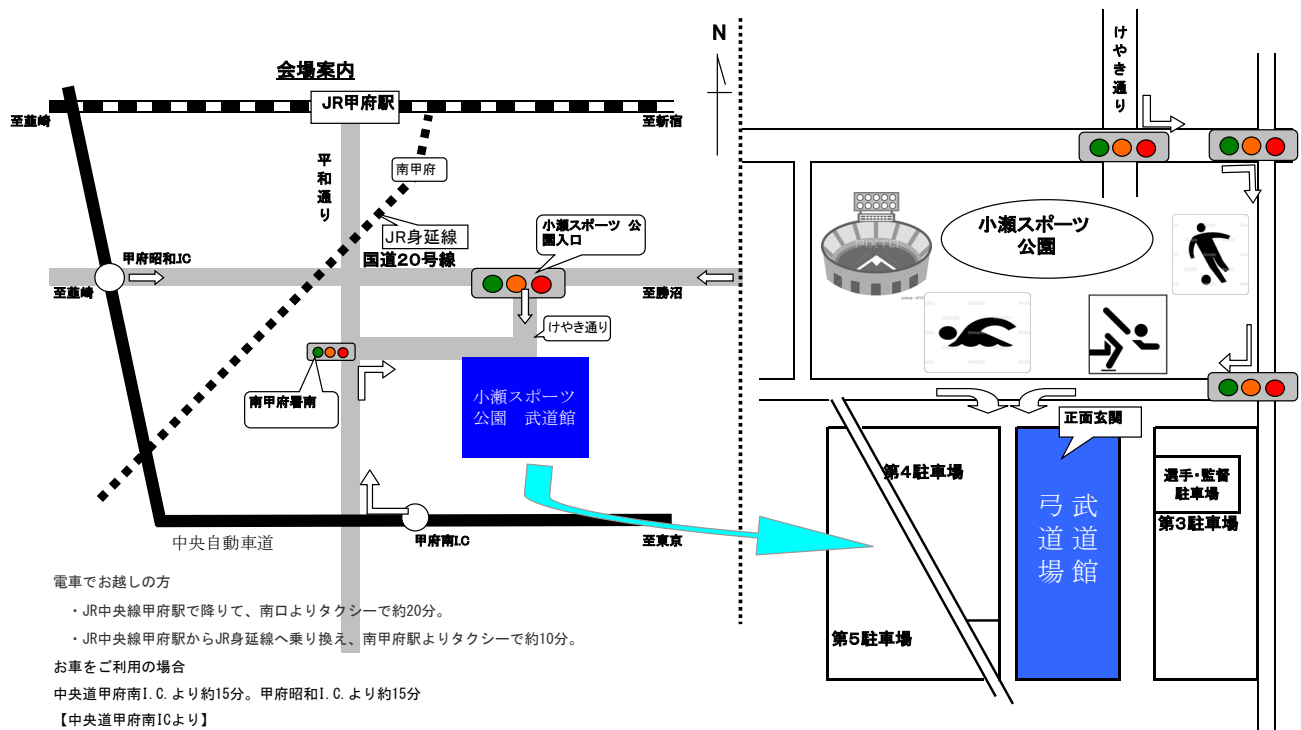 会場案内
N
JR甲府駅
至韮崎
至新宿
平和通り
南甲府
JR身延線
小瀬スポーツ 公
園入口
国道20号線
甲府昭和.IC
至韮崎
至勝沼
けやき通り
南甲府署南
小瀬スポーツ
公園 武道館
中央自動車道
甲府南I.C
至東京
けやき通り
小瀬スポーツ
公園
正面玄関
第4駐車場
選手・監督
駐車場
第3駐車場
武道館
弓道場
第5駐車場
電車でお越しの方
・JR中央線甲府駅で降りて、南口よりタクシーで約20分。
・JR中央線甲府駅からJR身延線へ乗り換え、南甲府駅よりタクシーで約10分。
お車をご利用の場合
中央道甲府南I.C.より約15分。甲府昭和I.C.より約15分
【中央道甲府南ICより】